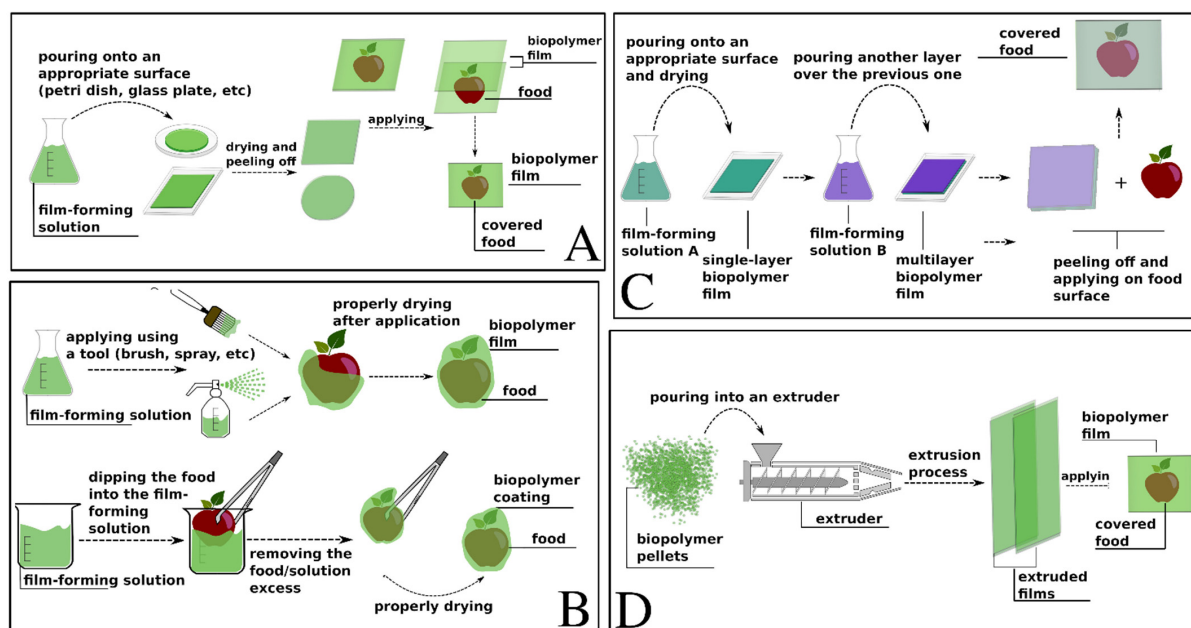 pouring onto an
appropriate surface
(petri dish, glass plate, etc)
film-forming
solution
drying and
peeling off
applying
biopolymer
film
food
biopolymer
film
covered
food
A
applying using
a tool (brush, spray, etc)
film-forming solution
properly drying
after application
biopolymer
film
food
dipping the food
into the film-
forming
solution
film-forming solution
removing the
food/solution
excess
properly drying
biopolymer
coating
food
B
pouring onto an
appropriate surface
and drying
film-forming
solution A
single-layer
biopolymer
film
pouring another layer
over the previous one
film-forming
solution B
multilayer
biopolymer
film
covered
food
+
peeling off and
applying on food
surface
C
pouring into an extruder
biopolymer
pellets
extruder
extrusion
process
extruded
films
applyin
biopolymer
film
covered
food
D